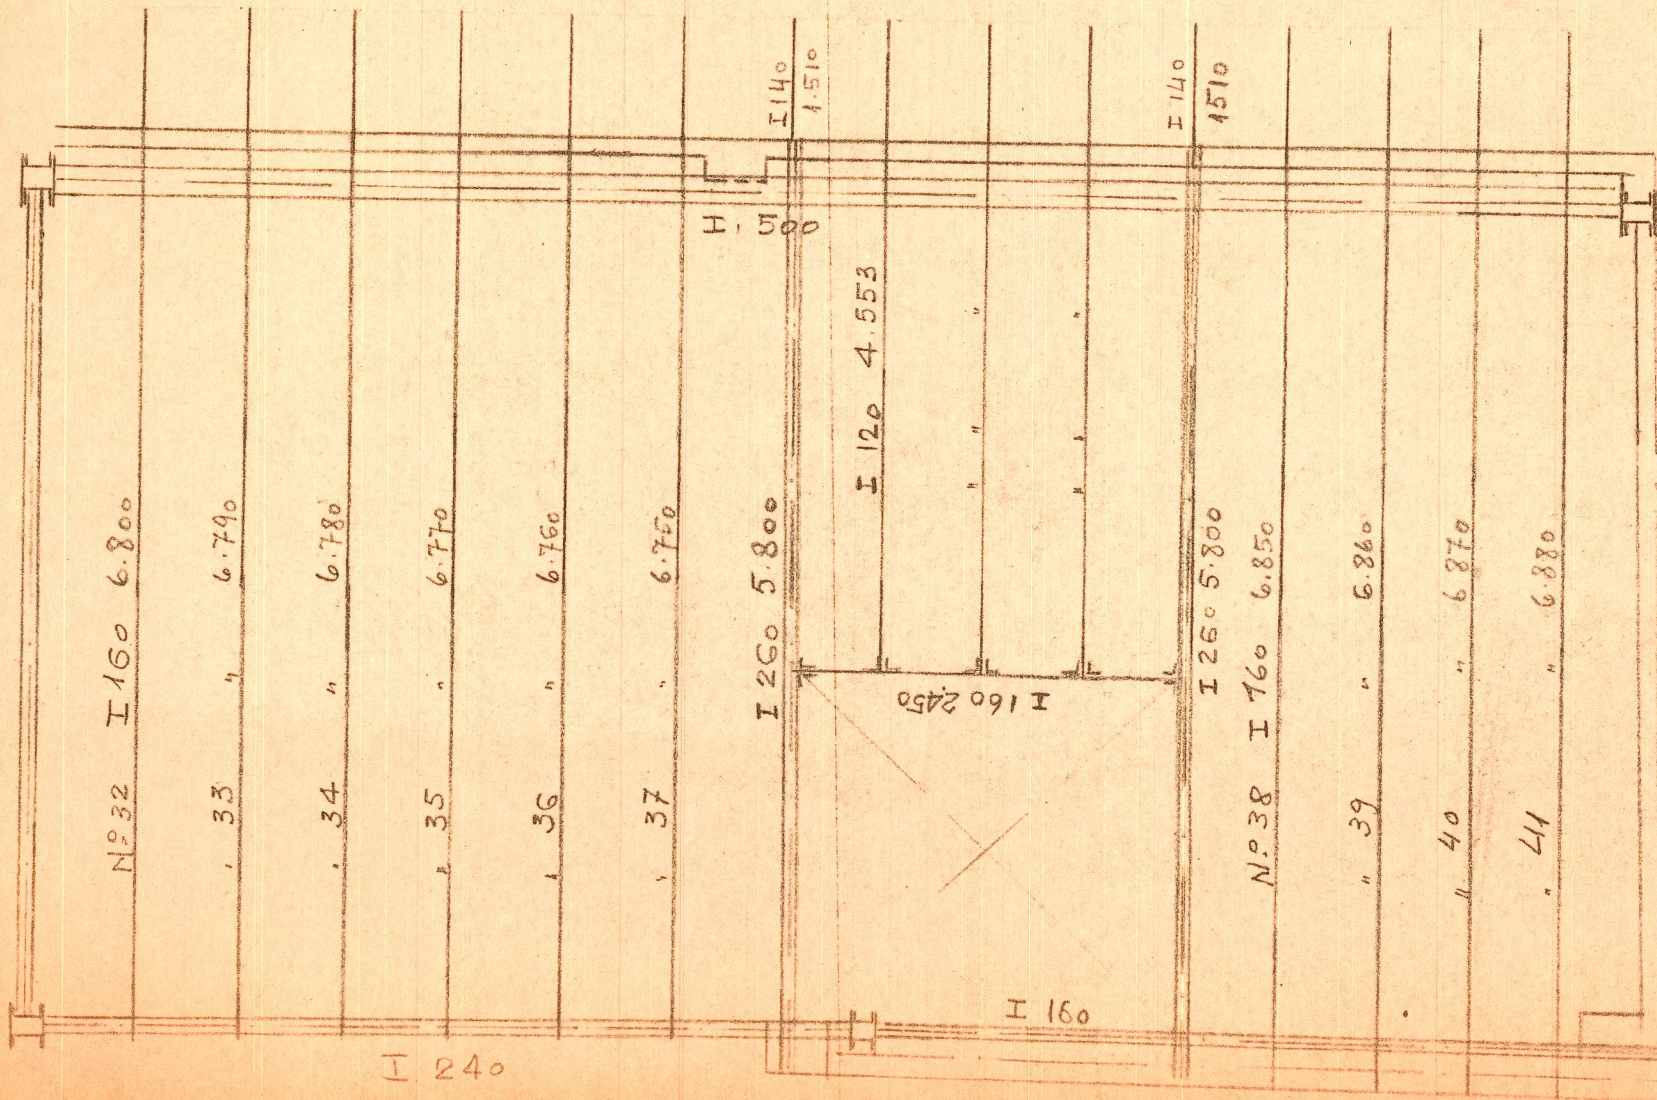 I 140
1.510
I 140
1510
I 500
Nº 32 I 160 6.800
" 33 " 6.790
" 34 " 6.780
" 35 " 6.770
" 36 " 6.760
" 37 " 6.750
I 260 5.800
I 120 4.553
" " "
" " "
I 160 2450
I 260 5.800
Nº 38 I 160 6.850
" 39 " 6.860
" 40 " 6.870
" 41 " 6.880
I 160
I 240